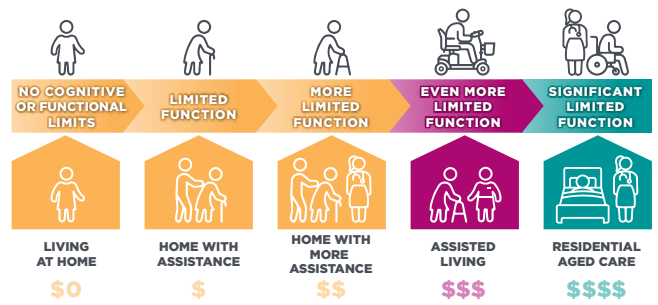 NO COGNITIVE
OR FUNCTIONAL
LIMITS
LIMITED
FUNCTION
MORE
LIMITED
FUNCTION
EVEN MORE
LIMITED
FUNCTION
SIGNIFICANT
LIMITED
FUNCTION
LIVING
AT HOME
$0
HOME WITH
ASSISTANCE
$
HOME WITH
MORE
ASSISTANCE
$$
ASSISTED
LIVING
$$$
RESIDENTIAL
AGED CARE
$$$$